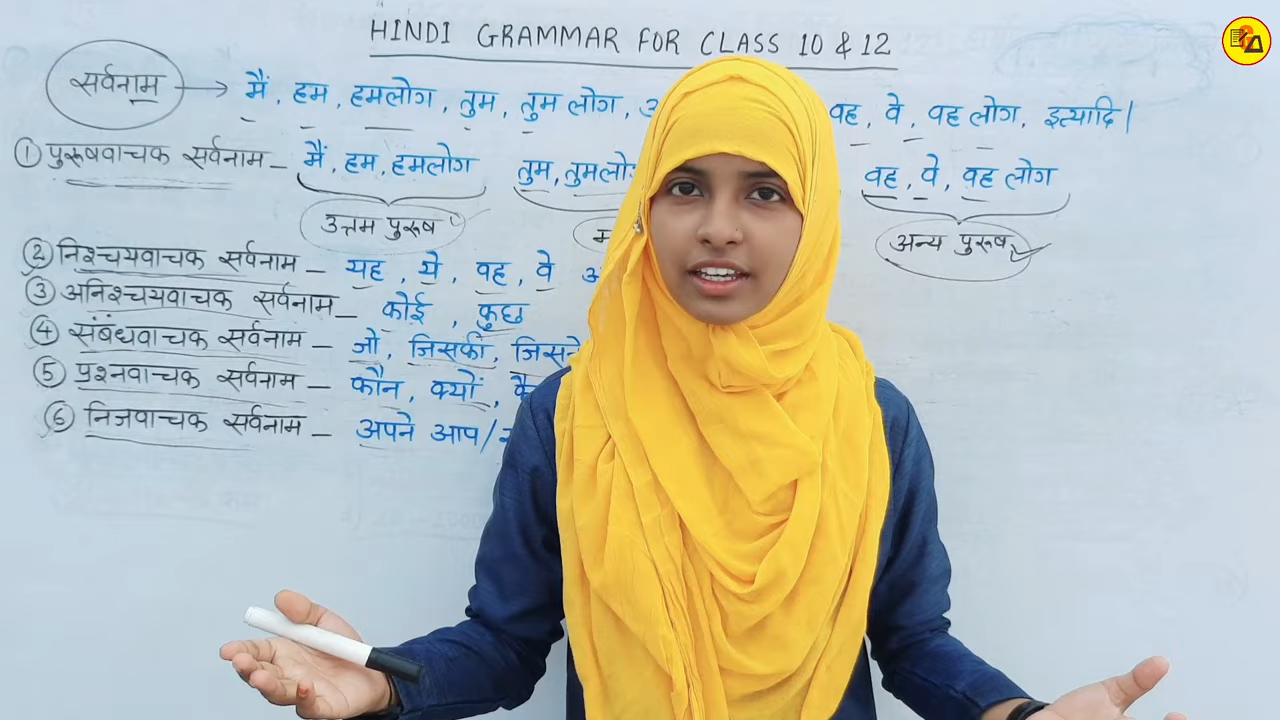 HINDI GRAMMAR FOR CLASS 10 & 12
सर्वनाम → मैं, हम, हमलोग, तुम, तुम लोग, वह, वे, वह लोग, इत्यादि।
① पुरूषवाचक सर्वनाम – मैं, हम, हमलोग तुम, वह, वे, वह लोग
उत्तम पुरूष अन्य पुरूष
② निश्चयवाचक सर्वनाम – यह, ये, वह, वे
③ अनिश्चयवाचक सर्वनाम – कोई, कुछ
④ संबंधवाचक सर्वनाम – जो, जिसकी,
⑤ प्रश्नवाचक सर्वनाम – कौन, क्यों,
⑥ निजवाचक सर्वनाम – अपने आप/